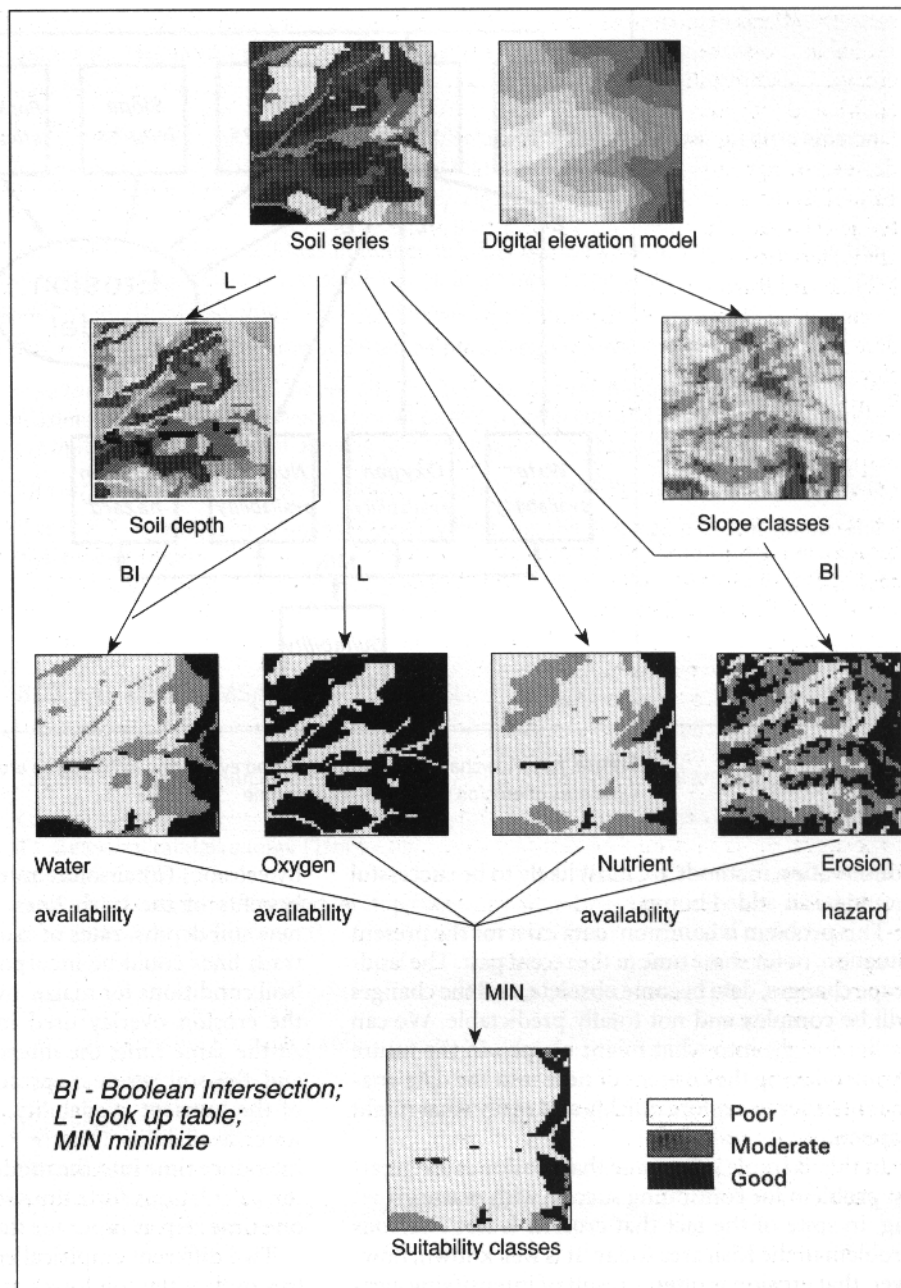 Soil series
Digital elevation model
L
Soil depth
Slope classes
BI
L
L
BI
Water
availability
Oxygen
availability
Nutrient
availability
Erosion
hazard
MIN
BI - Boolean Intersection;
L - look up table;
MIN minimize
Poor
Moderate
Good
Suitability classes